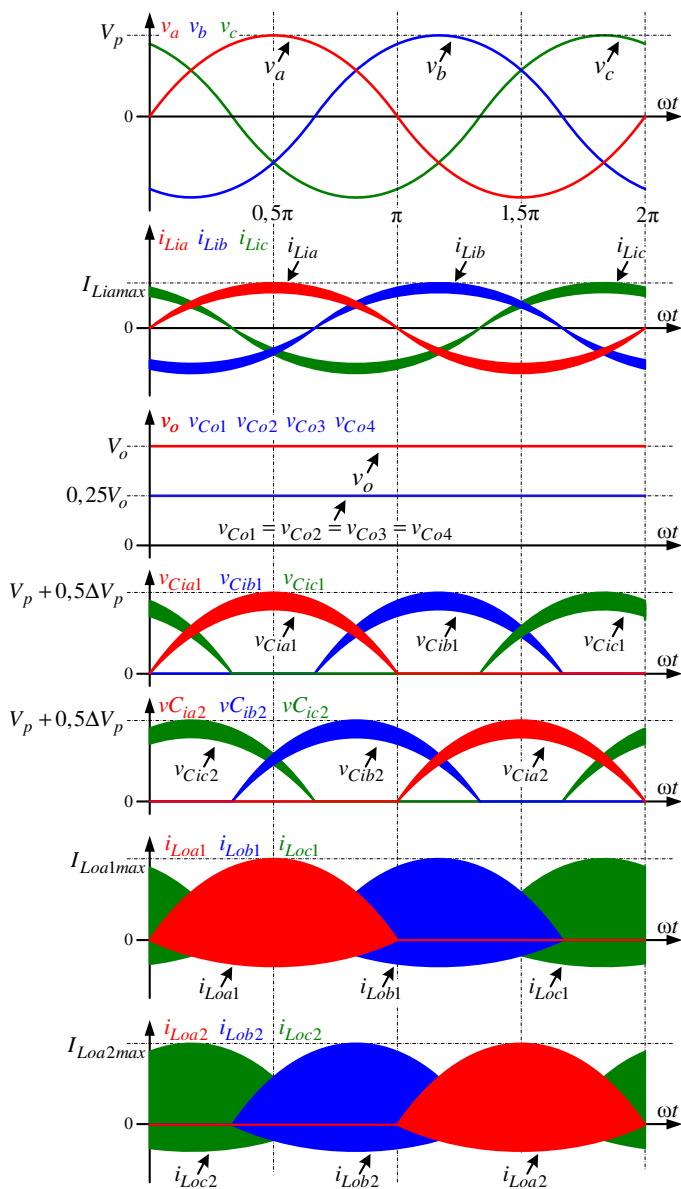 v_a v_b v_c
V_p
v_a v_b v_c
ωt
0
0,5π π 1,5π 2π
i_Lia i_Lib i_Lic
i_Lia i_Lib i_Lic
I_Liamax
ωt
0
v_o v_Co1 v_Co2 v_Co3 v_Co4
V_o
v_o
0,25V_o
v_Co1 = v_Co2 = v_Co3 = v_Co4
ωt
0
v_Cia1 v_Cib1 v_Cic1
V_p + 0,5ΔV_p
v_Cia1 v_Cib1 v_Cic1
ωt
0
vC_ia2 vC_ib2 vC_ic2
V_p + 0,5ΔV_p
v_Cic2 v_Cib2 v_Cia2
ωt
0
i_Loa1 i_Lob1 i_Loc1
I_Loa1max
ωt
0
i_Loa1 i_Lob1 i_Loc1
i_Loa2 i_Lob2 i_Loc2
I_Loa2max
ωt
0
i_Loc2 i_Lob2 i_Loa2